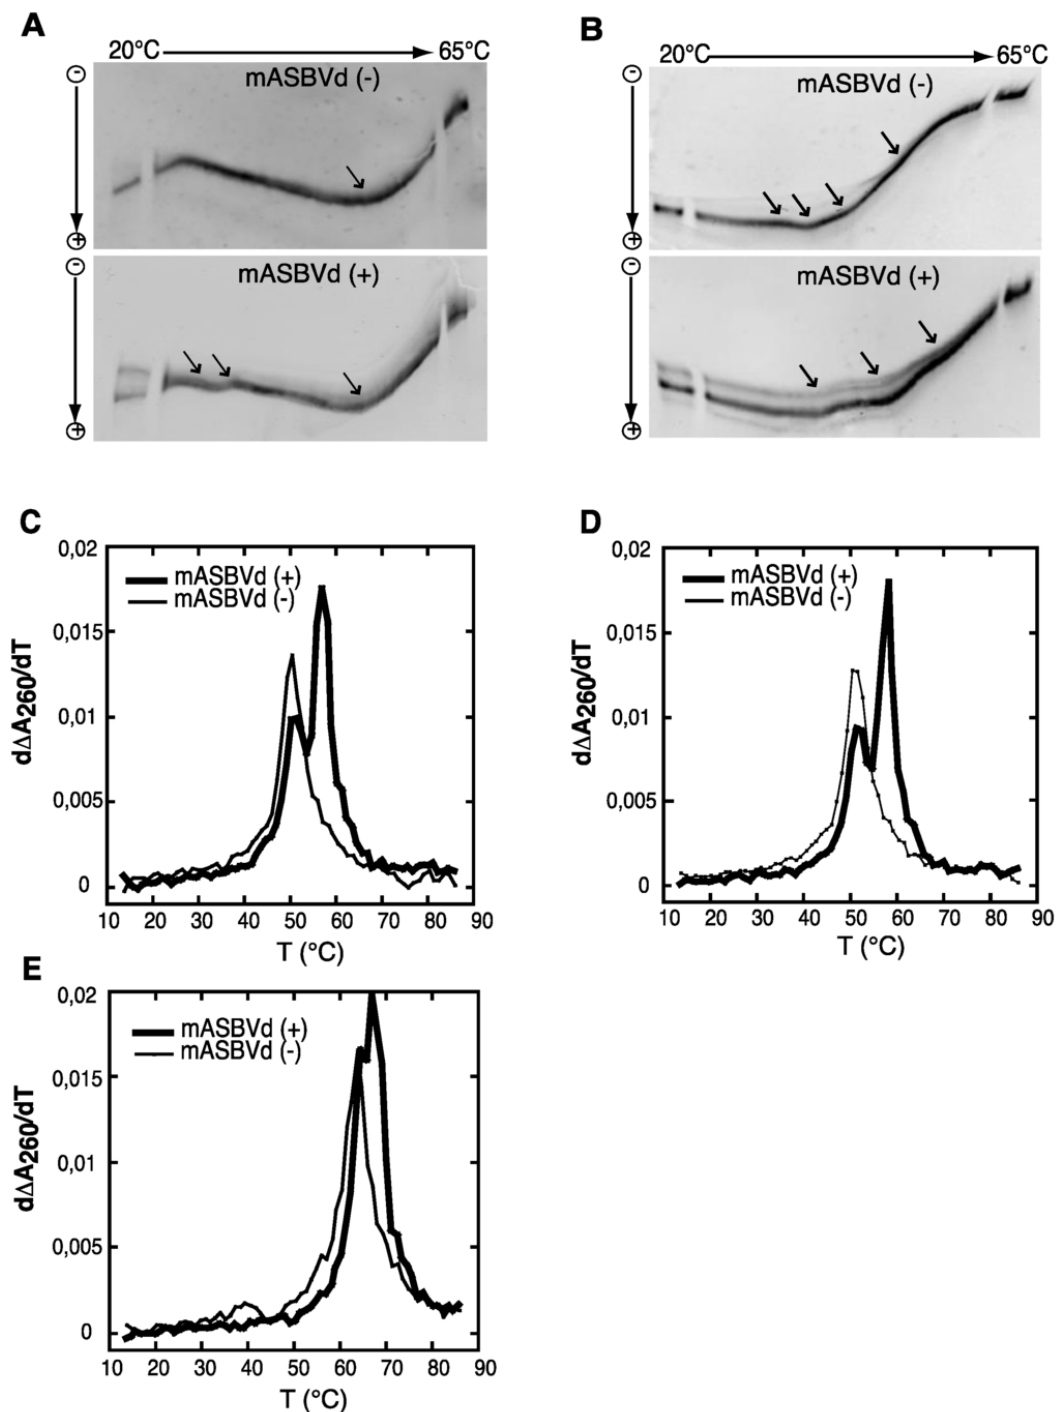 A
B
20°C
65°C
20°C
65°C
mASBVd (-)
mASBVd (-)
mASBVd (+)
mASBVd (+)
C
D
0,02
0,015
0,01
0,005
0
mASBVd (+)
mASBVd (-)
dΔA260/dT
10 20 30 40 50 60 70 80 90
T (°C)
0,02
0,015
0,01
0,005
0
mASBVd (+)
mASBVd (-)
dΔA260/dT
10 20 30 40 50 60 70 80 90
T (°C)
E
0,02
0,015
0,01
0,005
0
mASBVd (+)
mASBVd (-)
dΔA260/dT
10 20 30 40 50 60 70 80 90
T (°C)